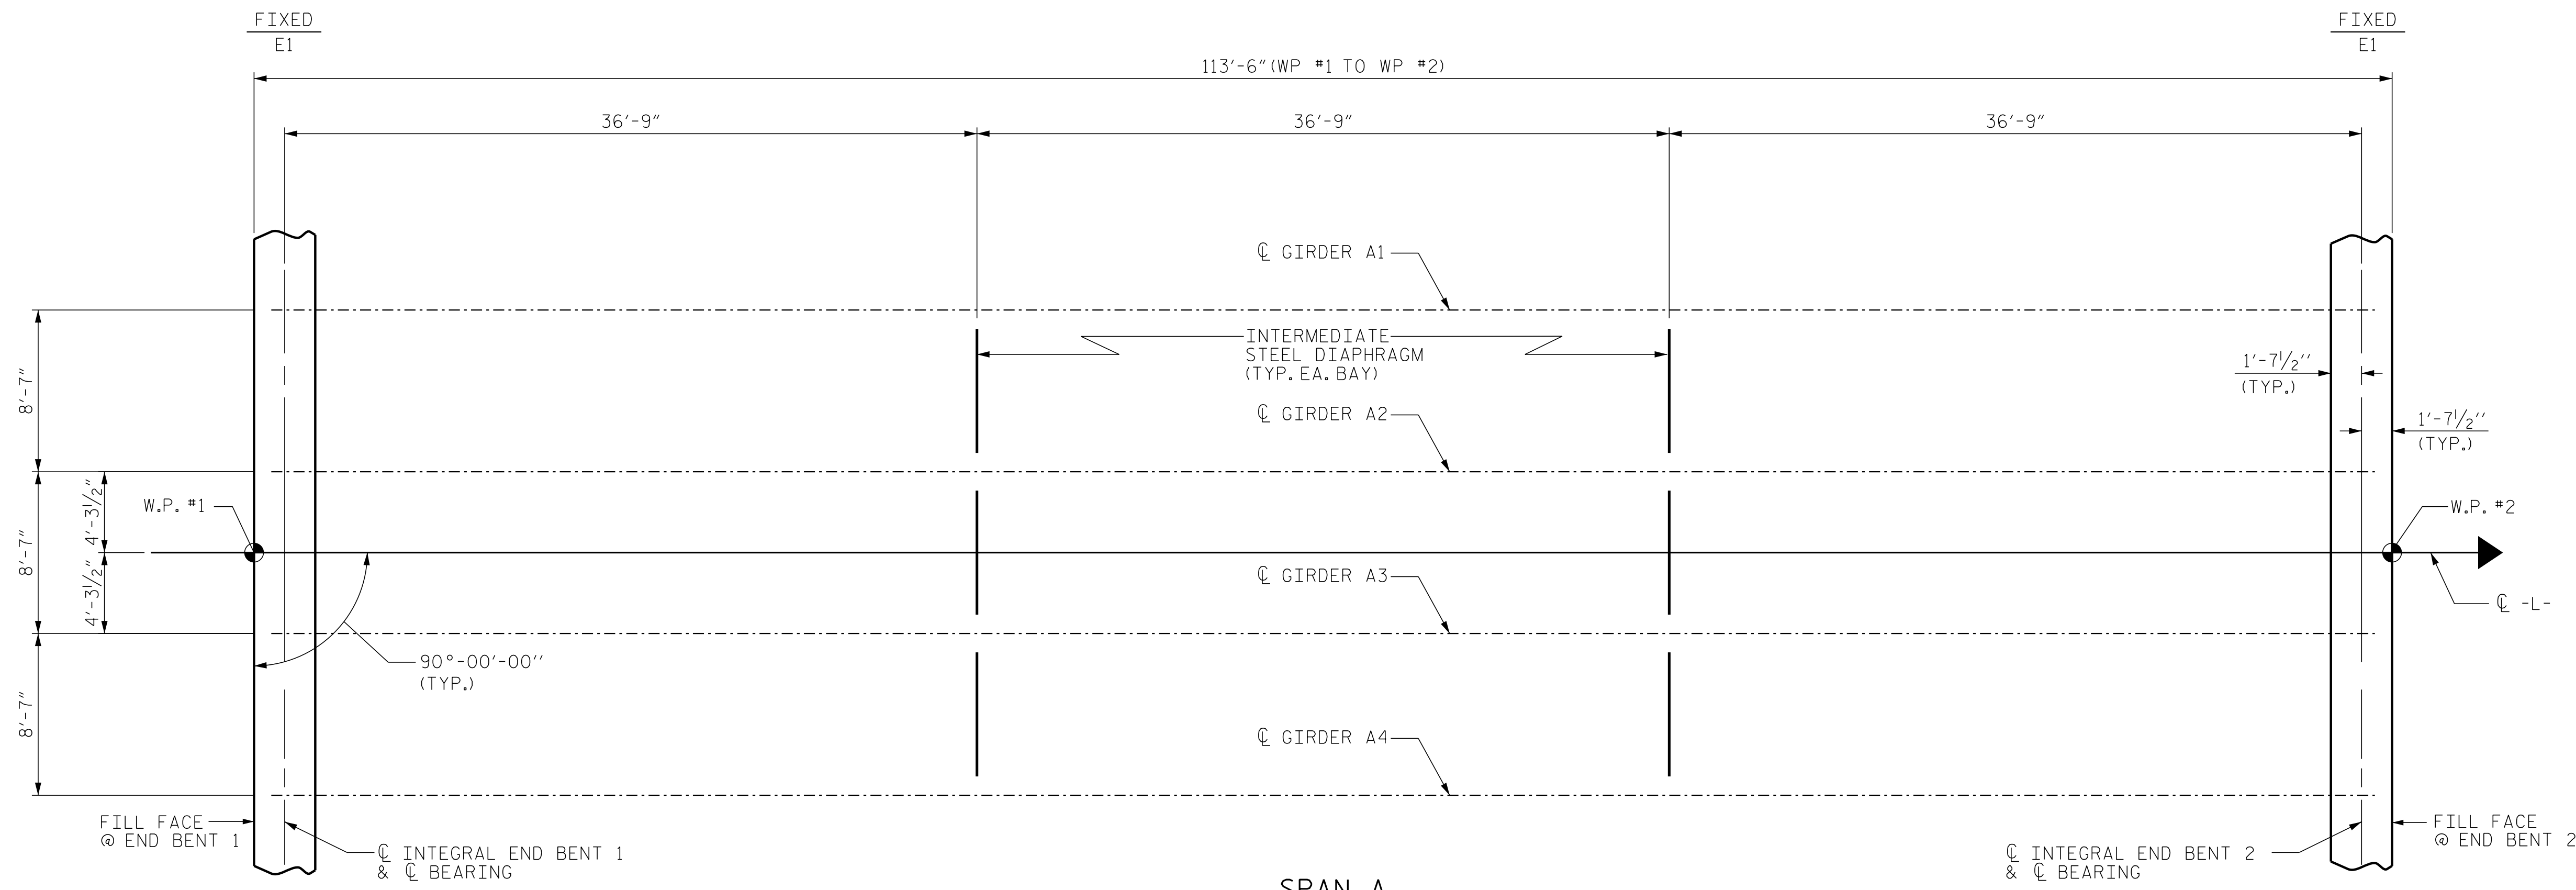 FIXED
E1
FIXED
E1
113'-6"(WP #1 TO WP #2)
36'-9"
36'-9"
36'-9"
℄ GIRDER A1
INTERMEDIATE
STEEL DIAPHRAGM
(TYP. EA. BAY)
1'-7½''
(TYP.)
1'-7½''
(TYP.)
8'-7"
℄ GIRDER A2
4'-3½"
W.P. #1
W.P. #2
8'-7"
4'-3½"
℄ GIRDER A3
℄ -L-
90°-00'-00''
(TYP.)
8'-7"
℄ GIRDER A4
FILL FACE
@ END BENT 1
℄ INTEGRAL END BENT 1
& ℄ BEARING
℄ INTEGRAL END BENT 2
& ℄ BEARING
FILL FACE
@ END BENT 2
SPAN A